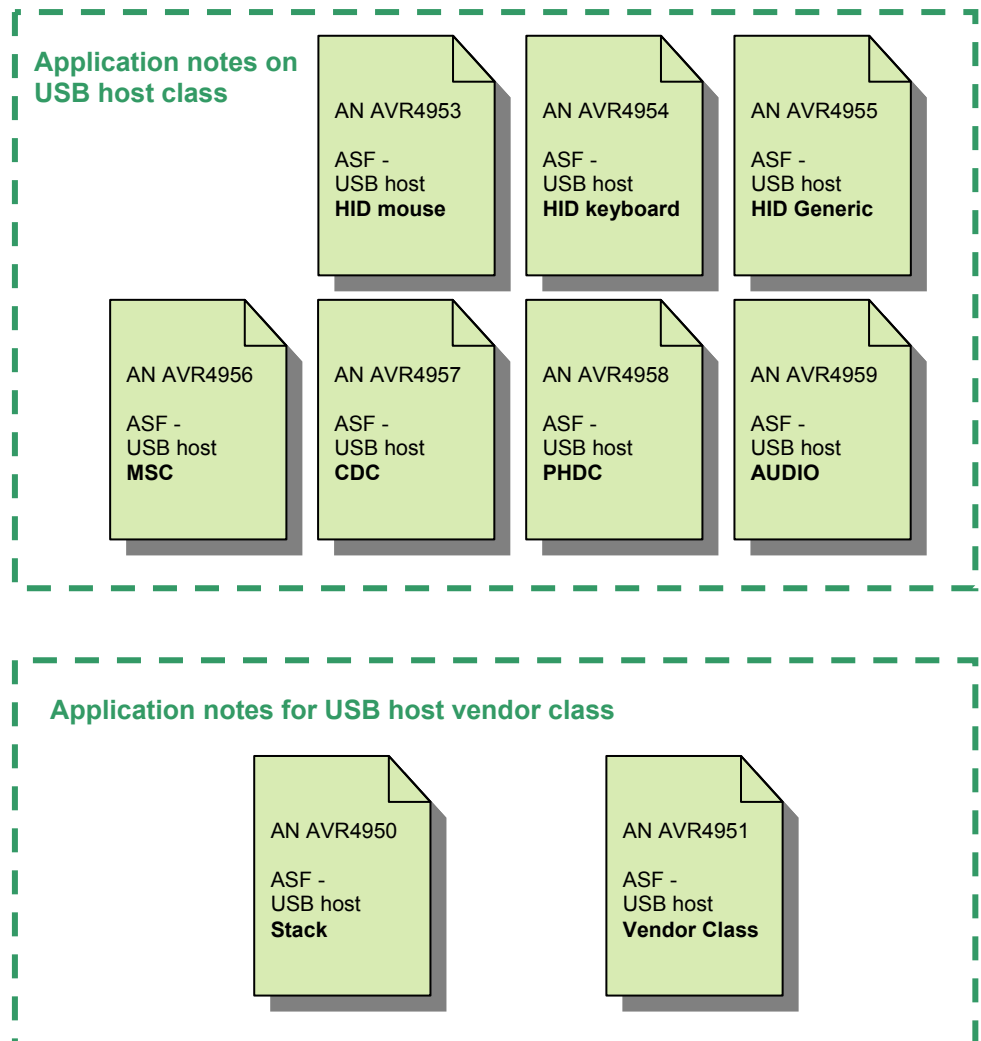 Application notes on
USB host class
AN AVR4953
ASF -
USB host
HID mouse
AN AVR4954
ASF -
USB host
HID keyboard
AN AVR4955
ASF -
USB host
HID Generic
AN AVR4956
ASF -
USB host
MSC
AN AVR4957
ASF -
USB host
CDC
AN AVR4958
ASF -
USB host
PHDC
AN AVR4959
ASF -
USB host
AUDIO
Application notes for USB host vendor class
AN AVR4950
ASF -
USB host
Stack
AN AVR4951
ASF -
USB host
Vendor Class